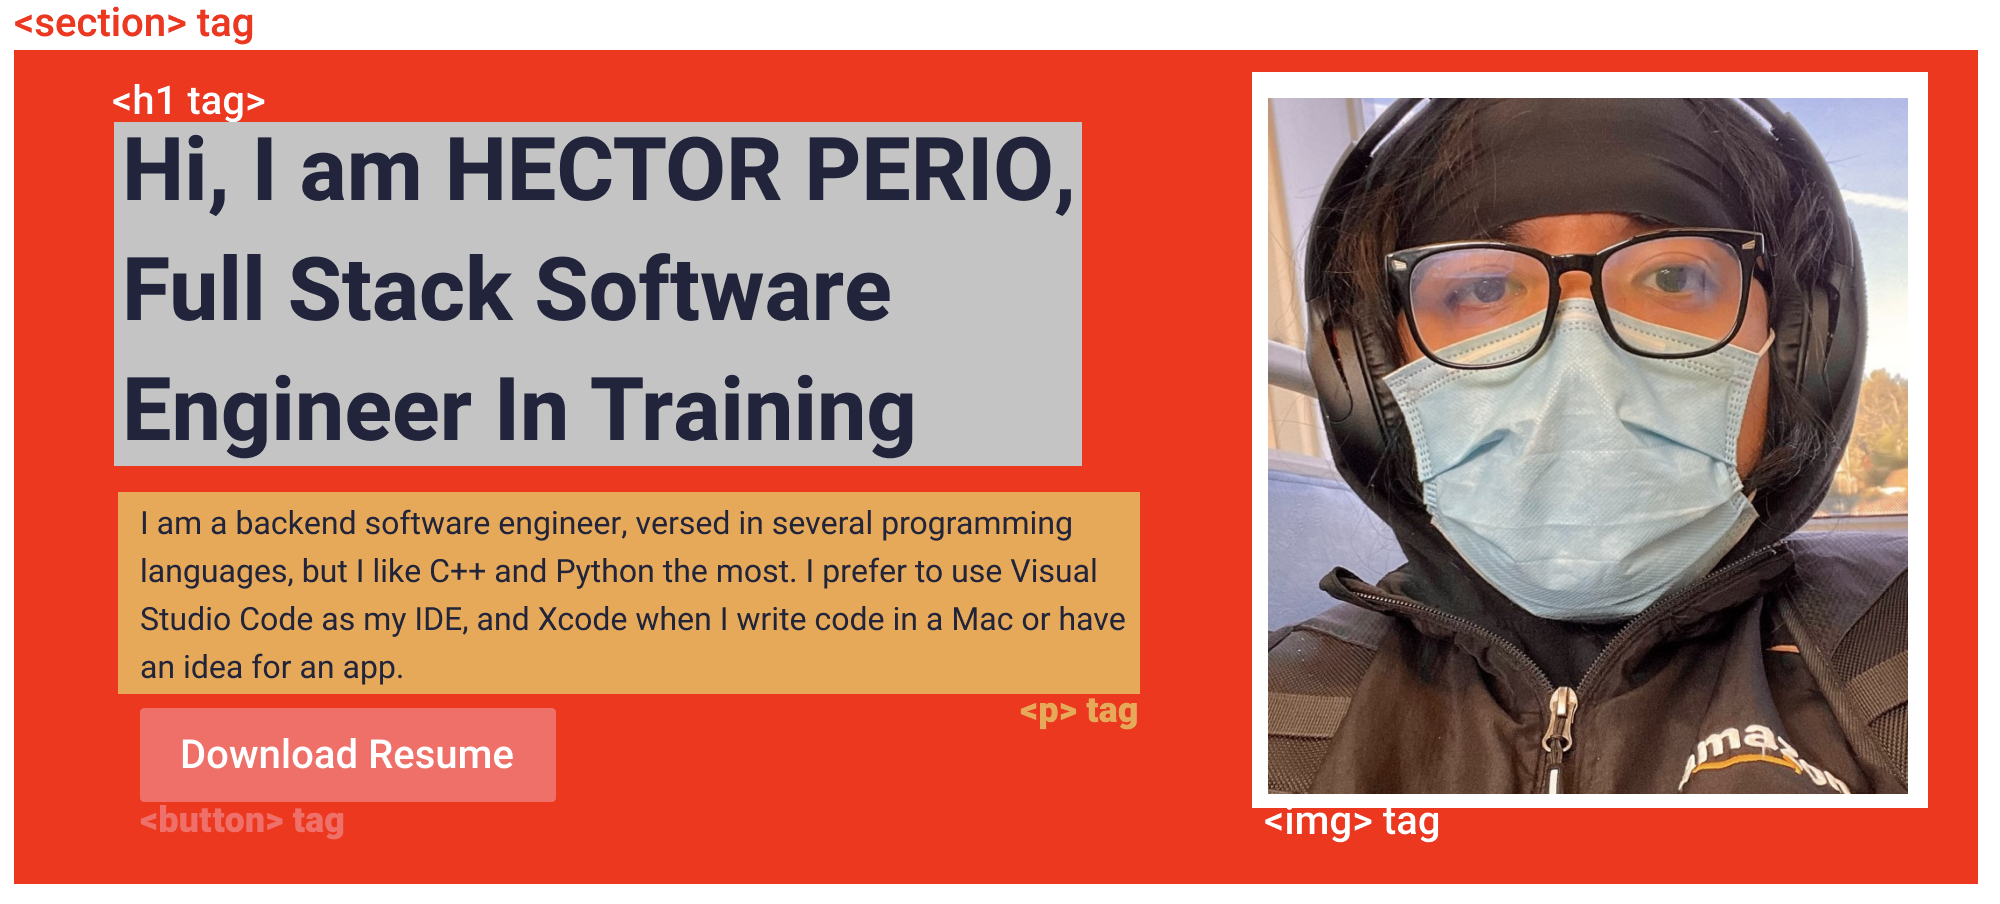 <section> tag
<h1 tag>
Hi, I am HECTOR PERIO,
Full Stack Software
Engineer In Training
I am a backend software engineer, versed in several programming
languages, but I like C++ and Python the most. I prefer to use Visual
Studio Code as my IDE, and Xcode when I write code in a Mac or have
an idea for an app.
<p> tag
Download Resume
<button> tag
amazon
<img> tag